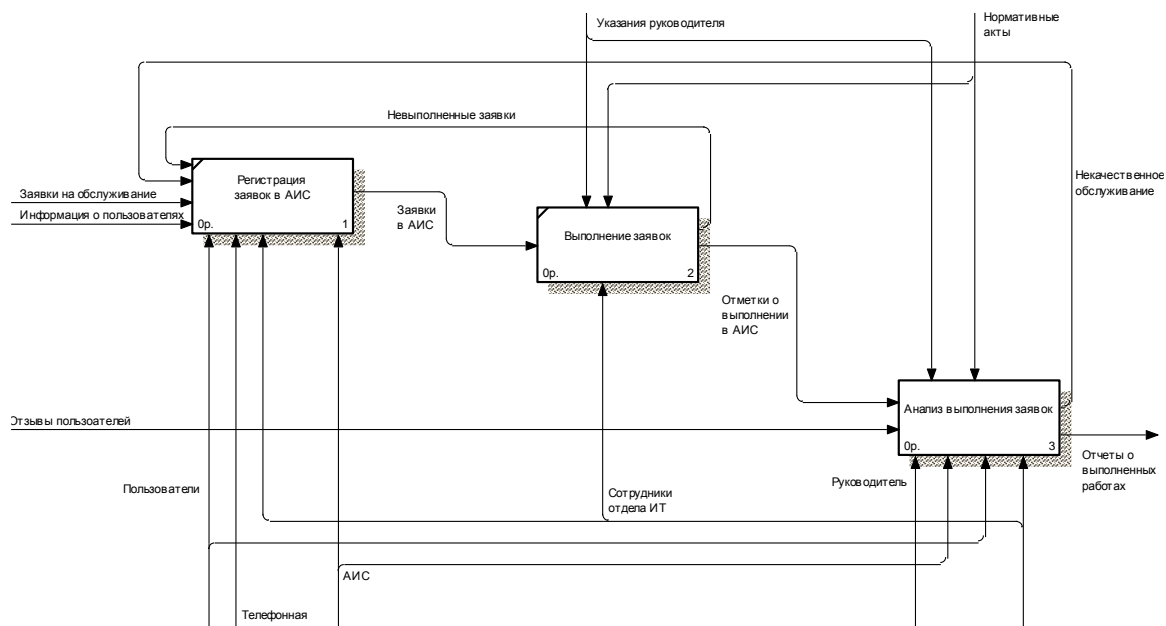 Указания руководителя
Нормативные
акты
Невыполненные заявки
Некачественное
обслуживание
Регистрация
заявок в АИС
0р.
1
Заявки на обслуживание
Информация о пользователях
Заявки
в АИС
Выполнение заявок
0р.
2
Отметки о
выполнении
в АИС
Анализ выполнения заявок
0р.
3
Отзывы пользоателей
Отчеты о
выполненных
работах
Пользователи
Сотрудники
отдела ИТ
Руководитель
АИС
Телефонная